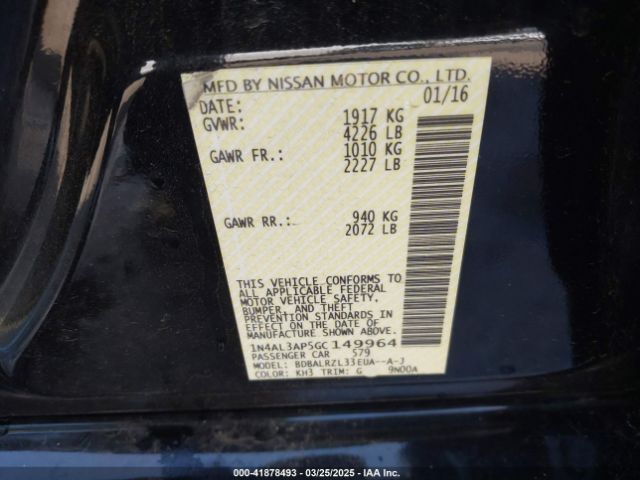 MFD BY NISSAN MOTOR CO., LTD.
DATE: 01/16
GVWR: 1917 KG
4226 LB
GAWR FR.: 1010 KG
2227 LB
GAWR RR.: 940 KG
2072 LB
THIS VEHICLE CONFORMS TO
ALL APPLICABLE FEDERAL
MOTOR VEHICLE SAFETY,
BUMPER, AND THEFT
PREVENTION STANDARDS IN
EFFECT ON THE DATE OF
MANUFACTURE SHOWN ABOVE.
1N4AL3AP5GC149964
PASSENGER CAR 579
MODEL: BDBALRZL33EUA--A-J
COLOR: KH3 TRIM: G 9N00A
000-41878493 - 03/25/2025 - IAA Inc.